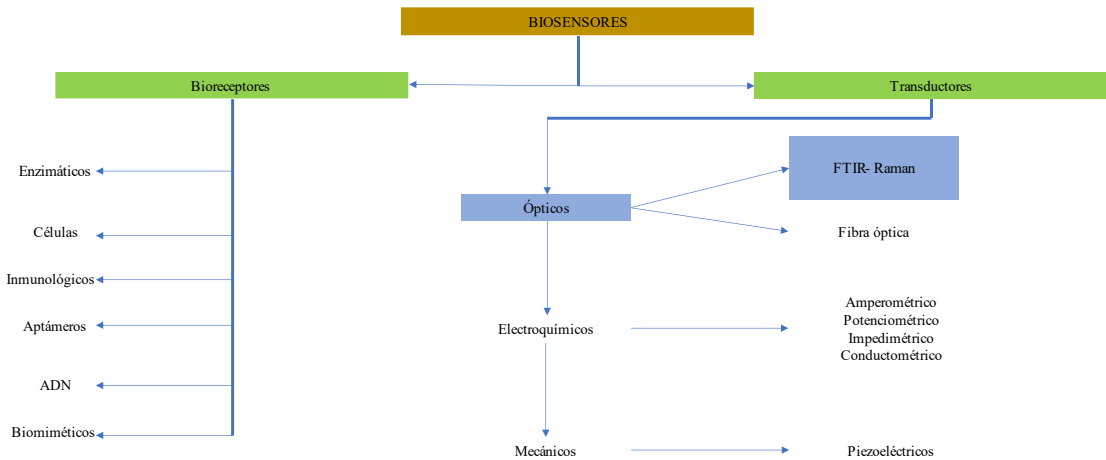 BIOSENSORES
Bioreceptores
Transductores
Enzimáticos
Células
Inmunológicos
Aptámeros
ADN
Biomiméticos
Ópticos
FTIR- Raman
Fibra óptica
Electroquímicos
Amperométrico
Potenciométrico
Impedimétrico
Conductométrico
Mecánicos
Piezoeléctricos